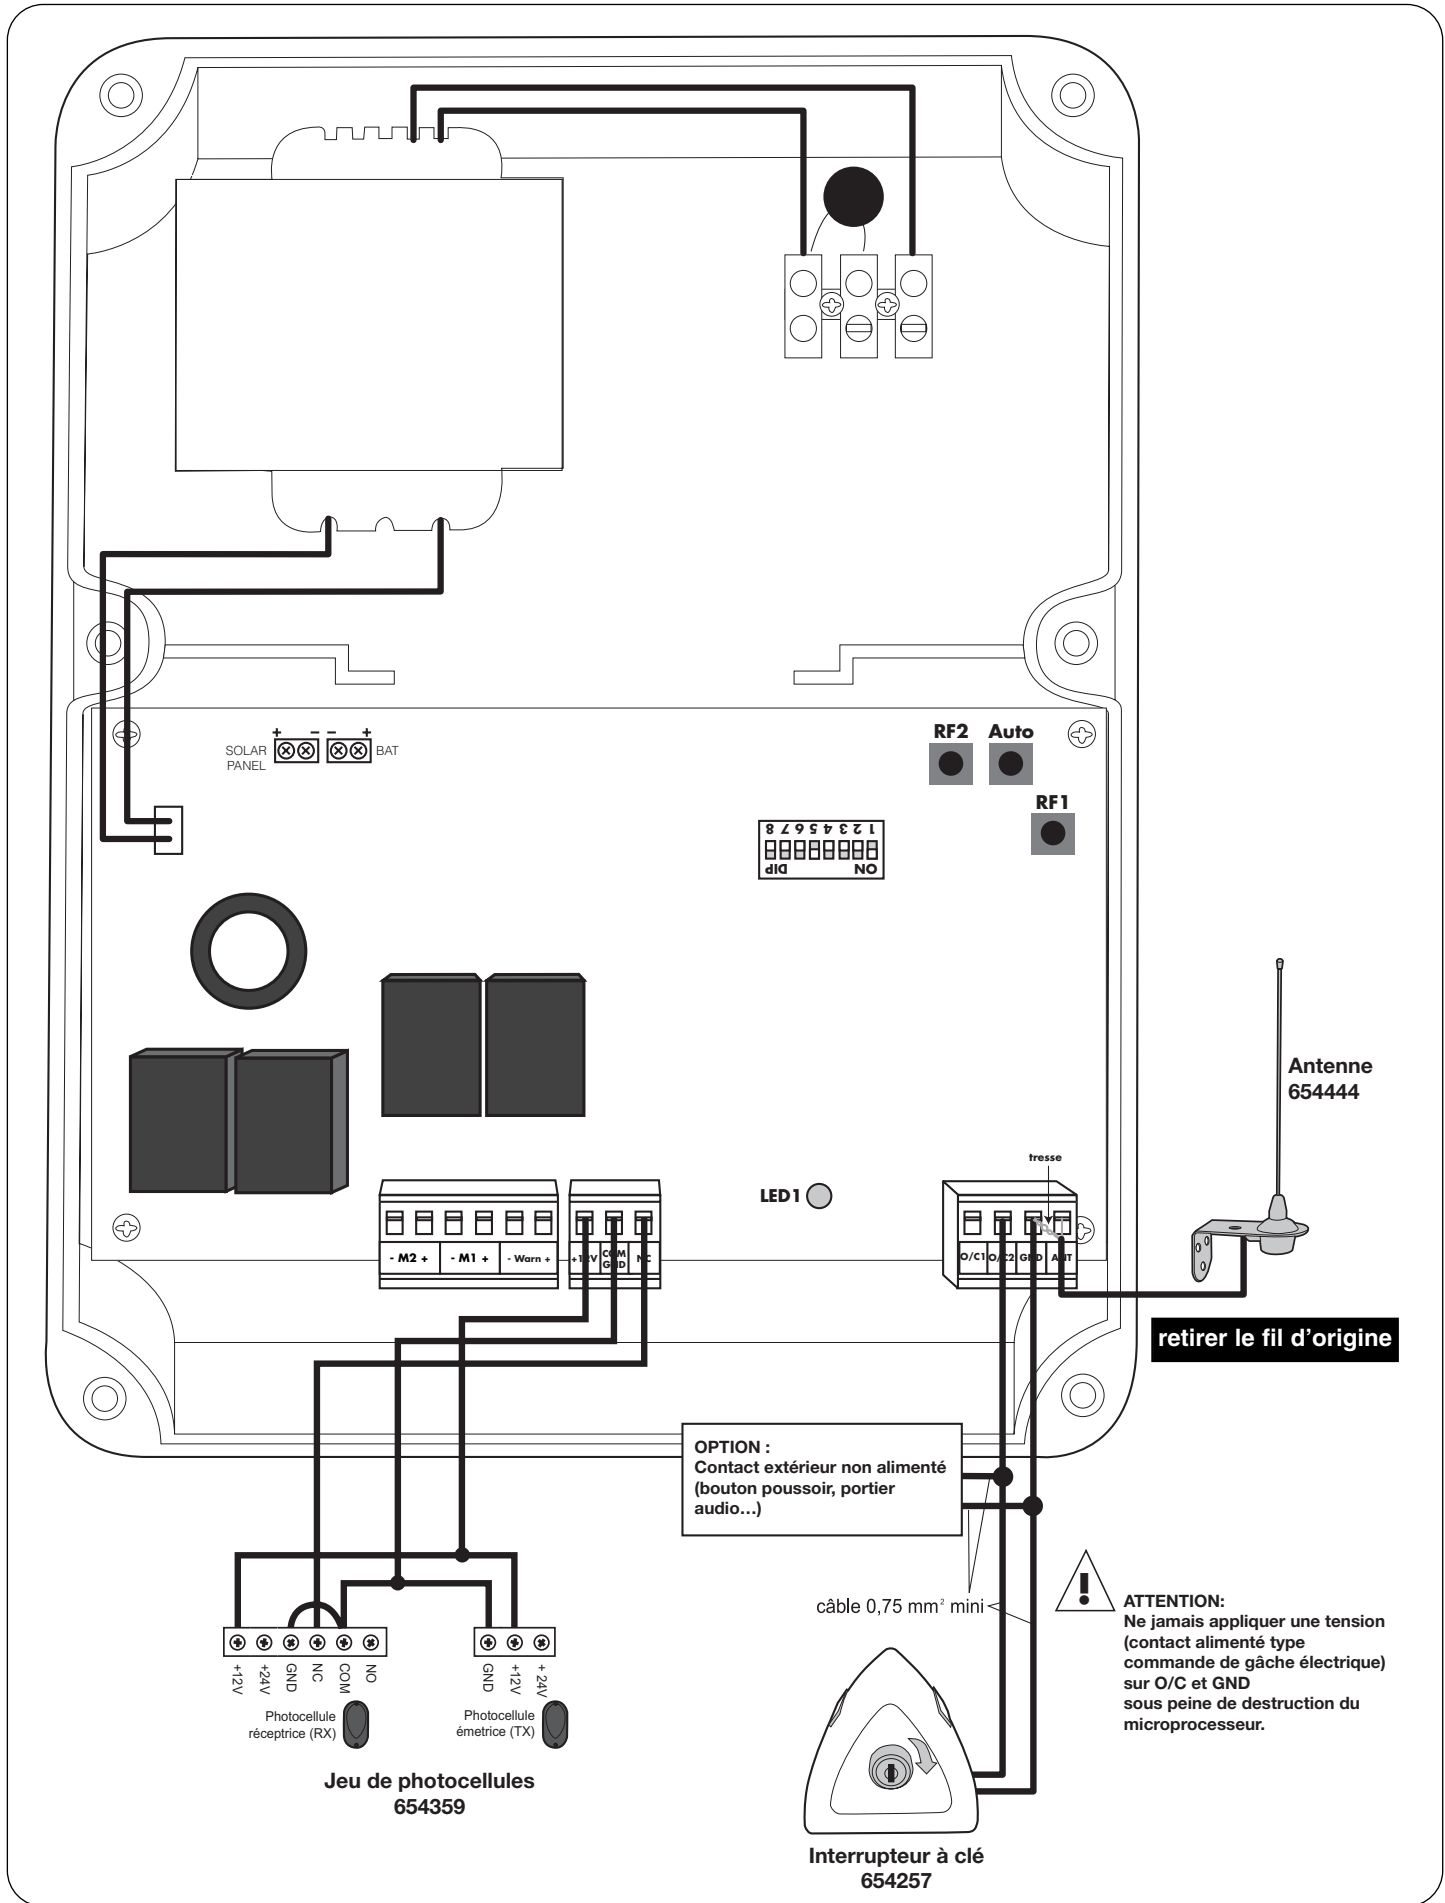 + - - +
SOLAR
PANEL
BAT
RF2 Auto
RF1
8 7 6 5 4 3 2 1
DIP ON
Antenne
654444
tresse
LED1
- M2 + - M1 + - Warn +
+12V COM
GND NC
O/C1 O/C2 GND ANT
retirer le fil d'origine
OPTION :
Contact extérieur non alimenté
(bouton poussoir, portier
audio…)
câble 0,75 mm² mini
ATTENTION:
Ne jamais appliquer une tension
(contact alimenté type
commande de gâche électrique)
sur O/C et GND
sous peine de destruction du
microprocesseur.
+12V +24V GND NC COM NO
GND +12V + 24V
Photocellule
réceptrice (RX)
Photocellule
émetrice (TX)
Jeu de photocellules
654359
Interrupteur à clé
654257